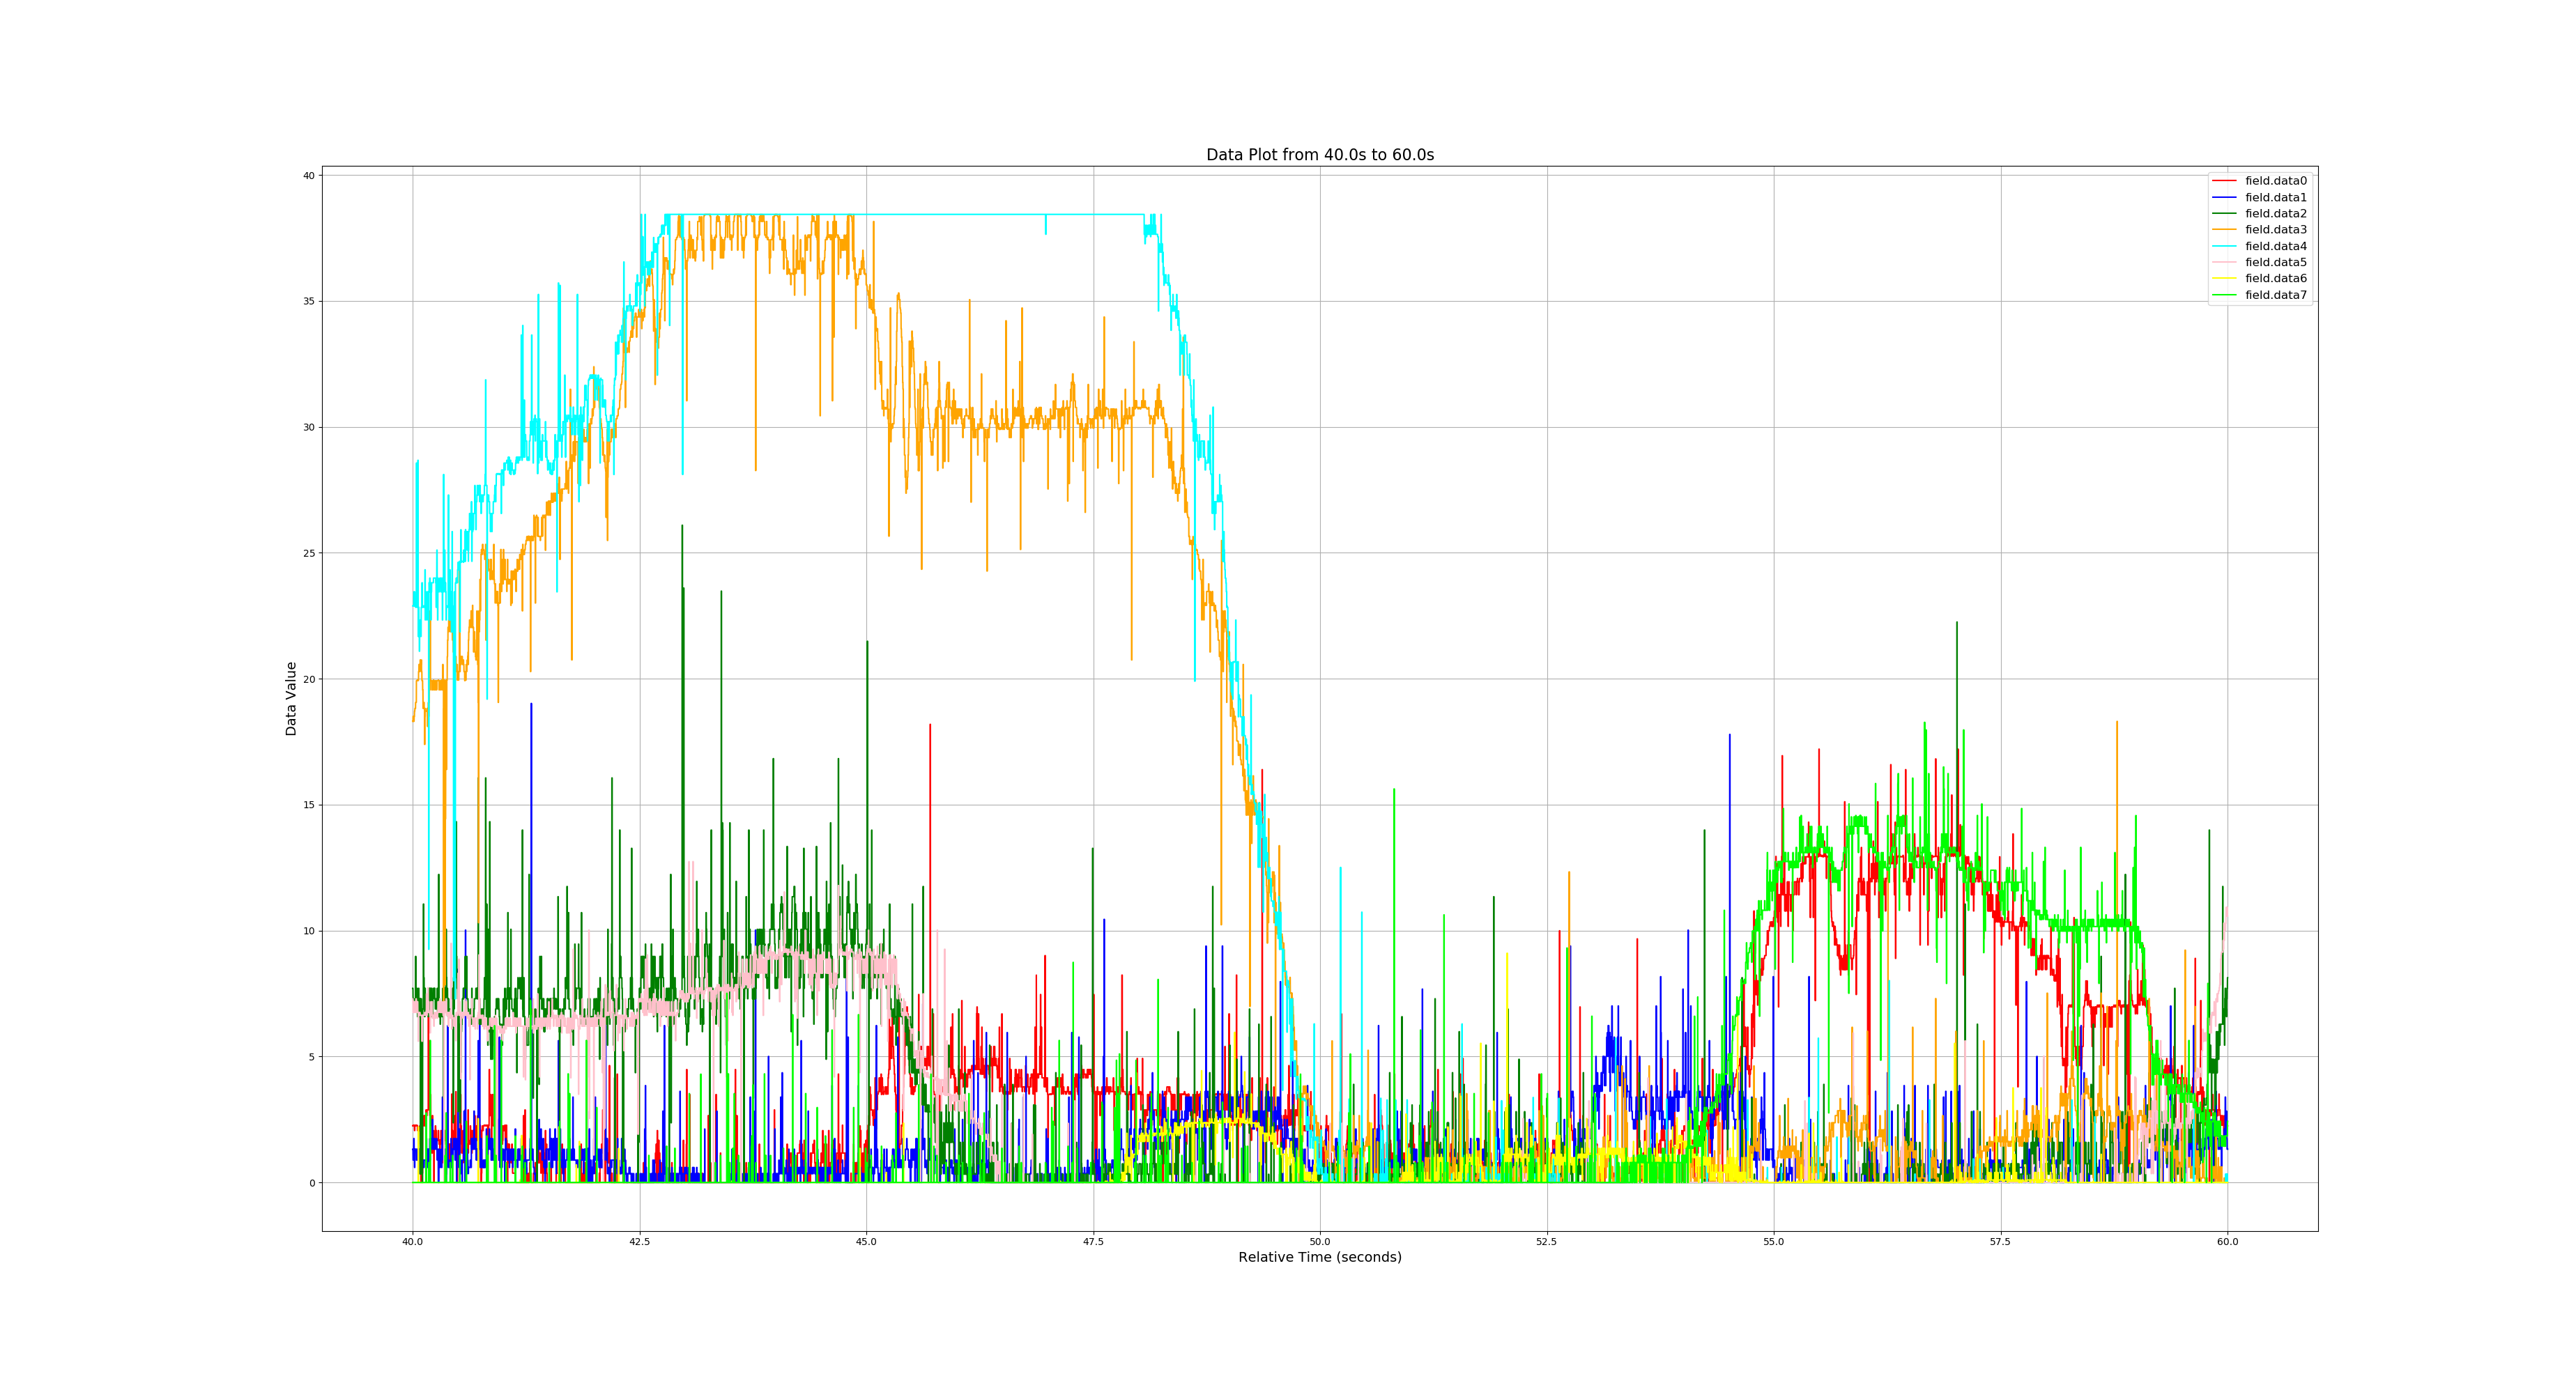 Data Plot from 40.0s to 60.0s
field.data0
field.data1
field.data2
field.data3
field.data4
field.data5
field.data6
field.data7
Data Value
40
35
30
25
20
15
10
5
0
40.0 42.5 45.0 47.5 50.0 52.5 55.0 57.5 60.0
Relative Time (seconds)